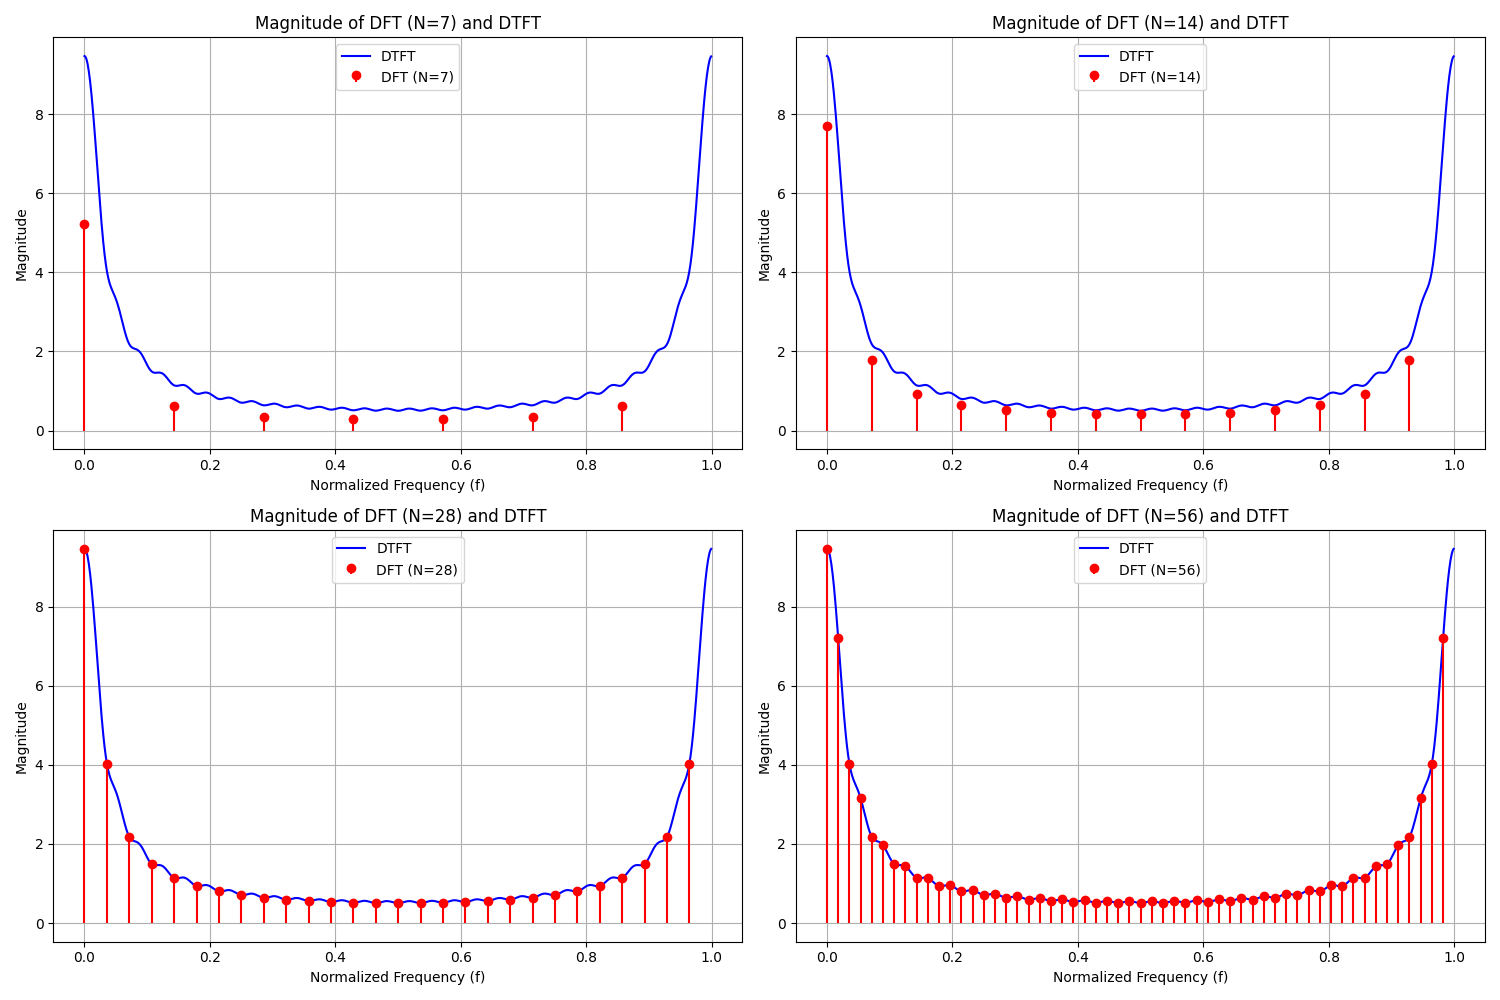 Magnitude of DFT (N=7) and DTFT
DTFT
DFT (N=7)
Magnitude
8
6
4
2
0
0.0 0.2 0.4 0.6 0.8 1.0
Normalized Frequency (f)
Magnitude of DFT (N=14) and DTFT
DTFT
DFT (N=14)
Magnitude
8
6
4
2
0
0.0 0.2 0.4 0.6 0.8 1.0
Normalized Frequency (f)
Magnitude of DFT (N=28) and DTFT
DTFT
DFT (N=28)
Magnitude
8
6
4
2
0
0.0 0.2 0.4 0.6 0.8 1.0
Normalized Frequency (f)
Magnitude of DFT (N=56) and DTFT
DTFT
DFT (N=56)
Magnitude
8
6
4
2
0
0.0 0.2 0.4 0.6 0.8 1.0
Normalized Frequency (f)